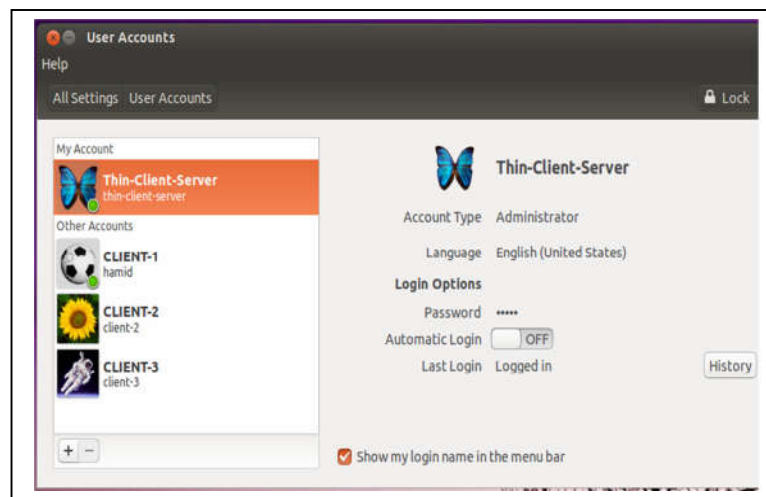 User Accounts
Help
All Settings User Accounts
Lock
My Account
Thin-Client-Server
thin-client-server
Other Accounts
CLIENT-1
hamid
CLIENT-2
client-2
CLIENT-3
client-3
+ −
Thin-Client-Server
Account Type Administrator
Language English (United States)
Login Options
Password •••••
Automatic Login OFF
Last Login Logged in
History
Show my login name in the menu bar